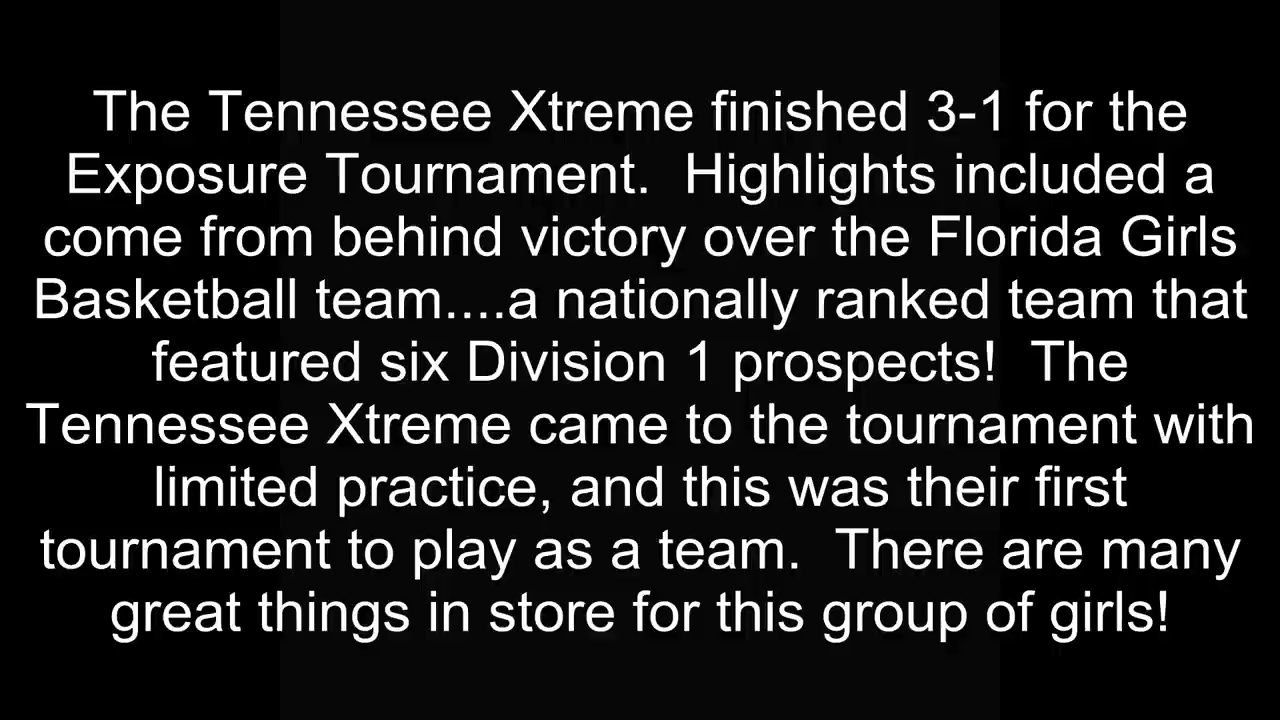 The Tennessee Xtreme finished 3-1 for the
Exposure Tournament.  Highlights included a
come from behind victory over the Florida Girls
Basketball team....a nationally ranked team that
featured six Division 1 prospects!  The
Tennessee Xtreme came to the tournament with
limited practice, and this was their first
tournament to play as a team.  There are many
great things in store for this group of girls!